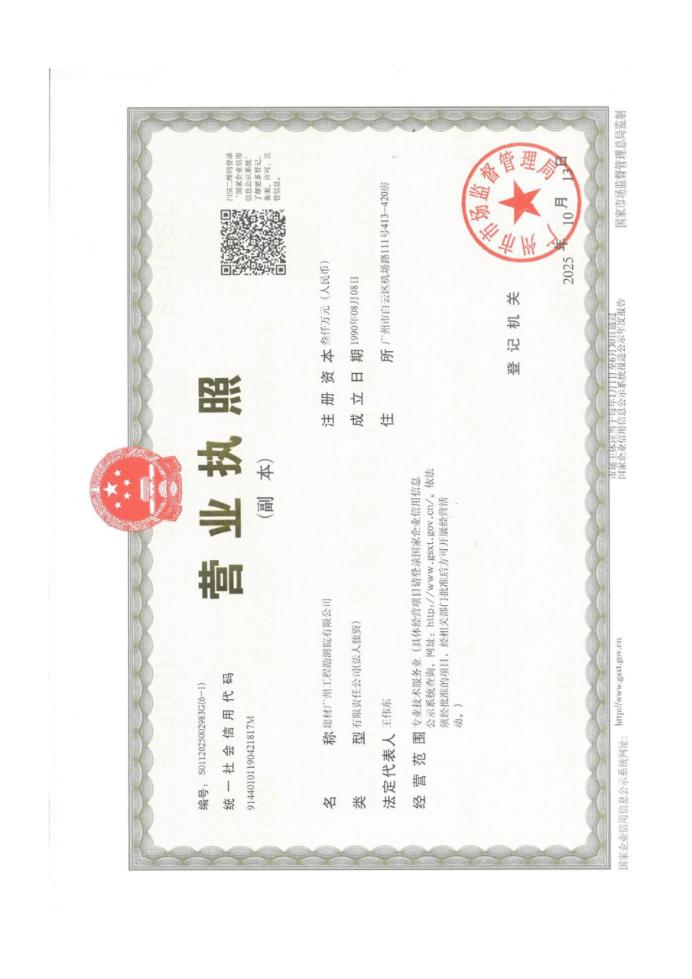 编号：S0112025002983G(6-1)
统一社会信用代码
91440101190421817M
营业执照
(副 本)
扫描二维码登录
‘国家企业信用
信息公示系统’
了解更多登记、
备案、许可、监
管信息。
名 称 建材广州工程勘测院有限公司
类 型 有限责任公司(法人独资)
法定代表人 王伟东
经营范围 专业技术服务业（具体经营项目请登录国家企业信用信息
公示系统查询，网址：http://www.gsxt.gov.cn/。依法
须经批准的项目，经相关部门批准后方可开展经营活
动。）
注册资本 叁仟万元（人民币）
成立日期 1990年08月08日
住 所 广州市白云区机场路111号413-420房
登记机关
广州市市场监督管理局
2025 年 10 月 13 日
国家企业信用信息公示系统网址： http://www.gsxt.gov.cn
市场主体应当于每年1月1日至6月30日通过
国家企业信用信息公示系统报送公示年度报告
国家市场监督管理总局监制